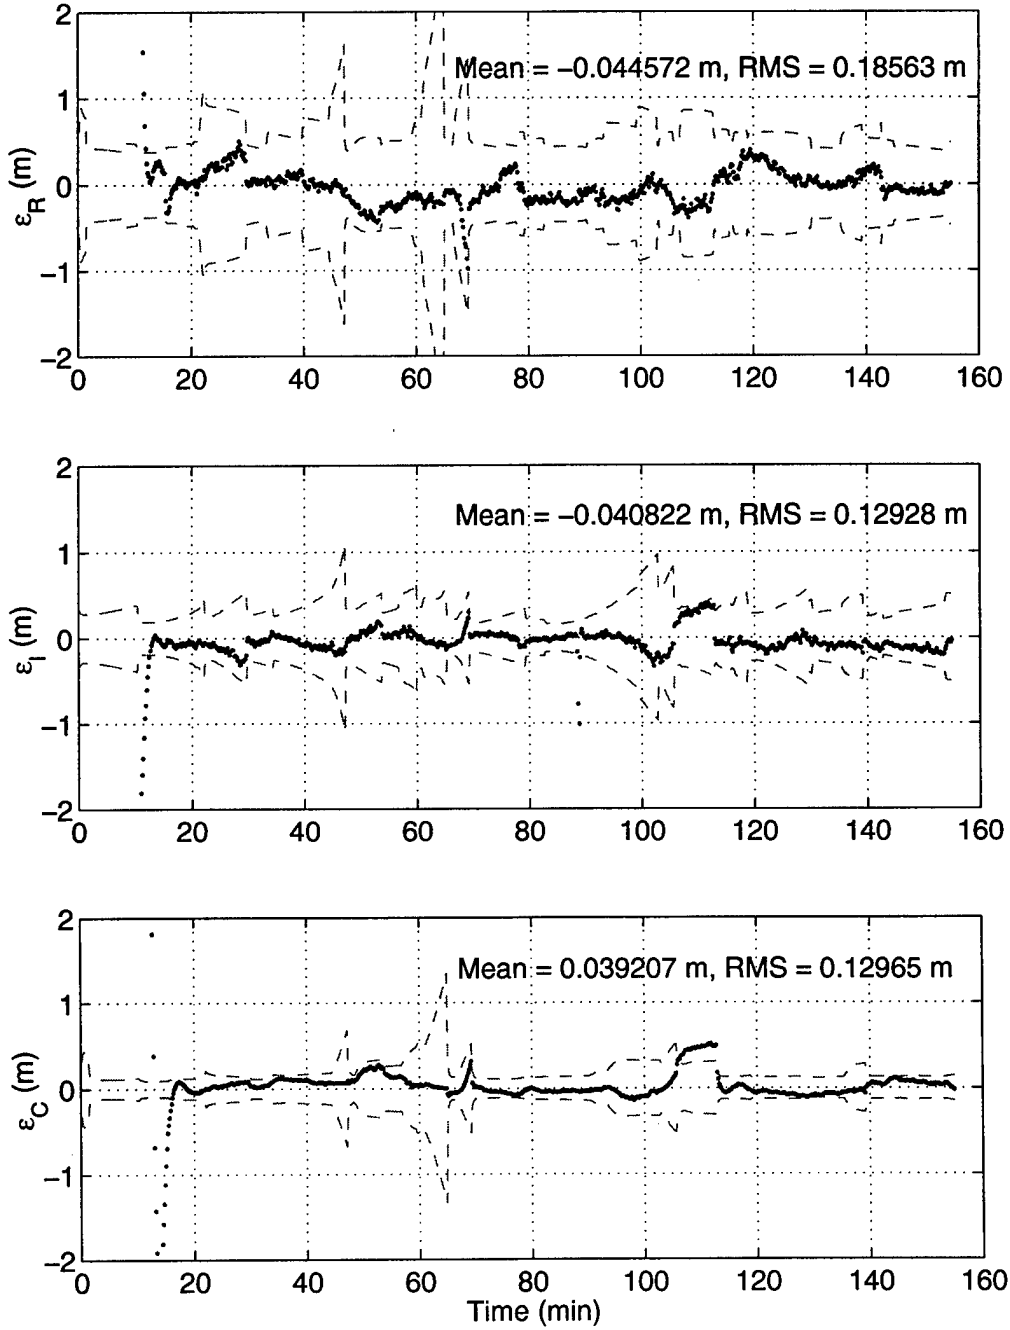 2
1
0
−1
−2
ε_R (m)
Mean = −0.044572 m, RMS = 0.18563 m
0 20 40 60 80 100 120 140 160
2
1
0
−1
−2
ε_I (m)
Mean = −0.040822 m, RMS = 0.12928 m
0 20 40 60 80 100 120 140 160
2
1
0
−1
−2
ε_C (m)
Mean = 0.039207 m, RMS = 0.12965 m
0 20 40 60 80 100 120 140 160
Time (min)